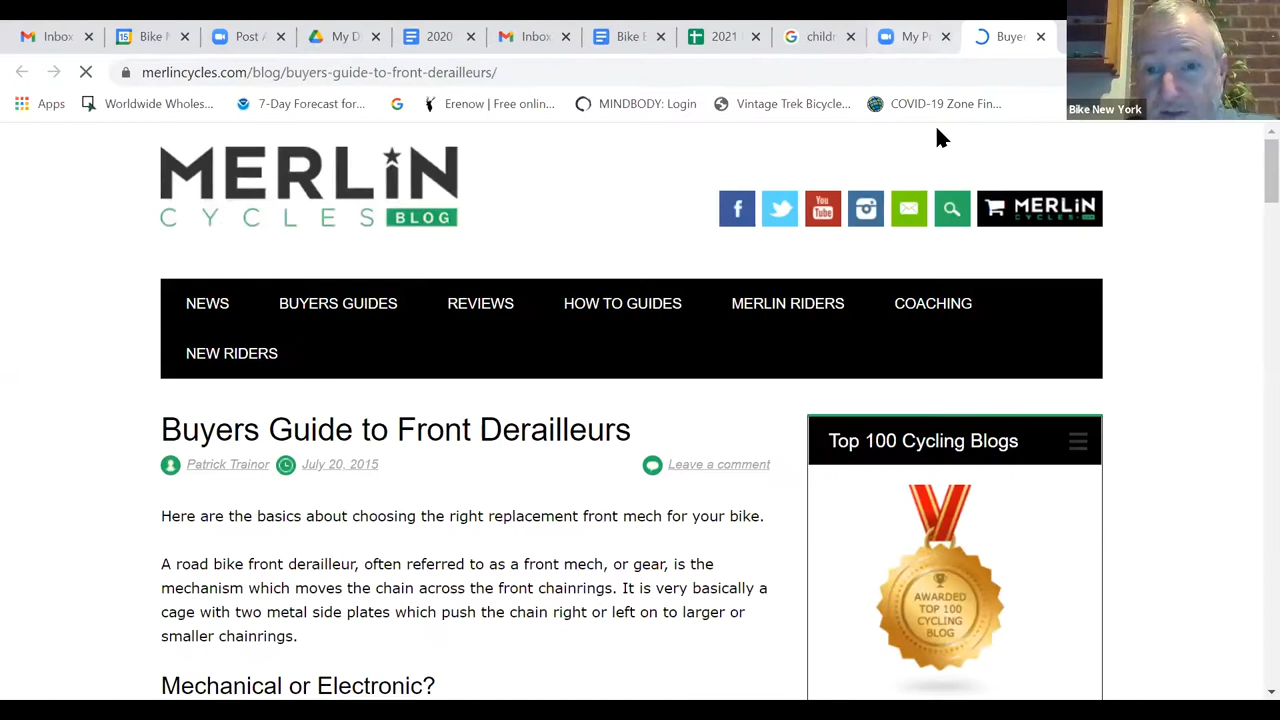 Inbox
Bike N
Post A
My D
2020
Inbox
Bike E
2021
childr
My P
Buye
merlincycles.com/blog/buyers-guide-to-front-derailleurs/
Apps
Worldwide Wholes...
7-Day Forecast for...
Erenow | Free onlin...
MINDBODY: Login
Vintage Trek Bicycle...
COVID-19 Zone Fin...
Bike New York
MERLIN
CYCLES BLOG
You Tube
MERLIN
CYCLES
NEWS
BUYERS GUIDES
REVIEWS
HOW TO GUIDES
MERLIN RIDERS
COACHING
NEW RIDERS
Buyers Guide to Front Derailleurs
Patrick Trainor
July 20, 2015
Leave a comment
Here are the basics about choosing the right replacement front mech for your bike.
A road bike front derailleur, often referred to as a front mech, or gear, is the
mechanism which moves the chain across the front chainrings. It is very basically a
cage with two metal side plates which push the chain right or left on to larger or
smaller chainrings.
Mechanical or Electronic?
Top 100 Cycling Blogs
AWARDED
TOP 100
CYCLING
BLOG